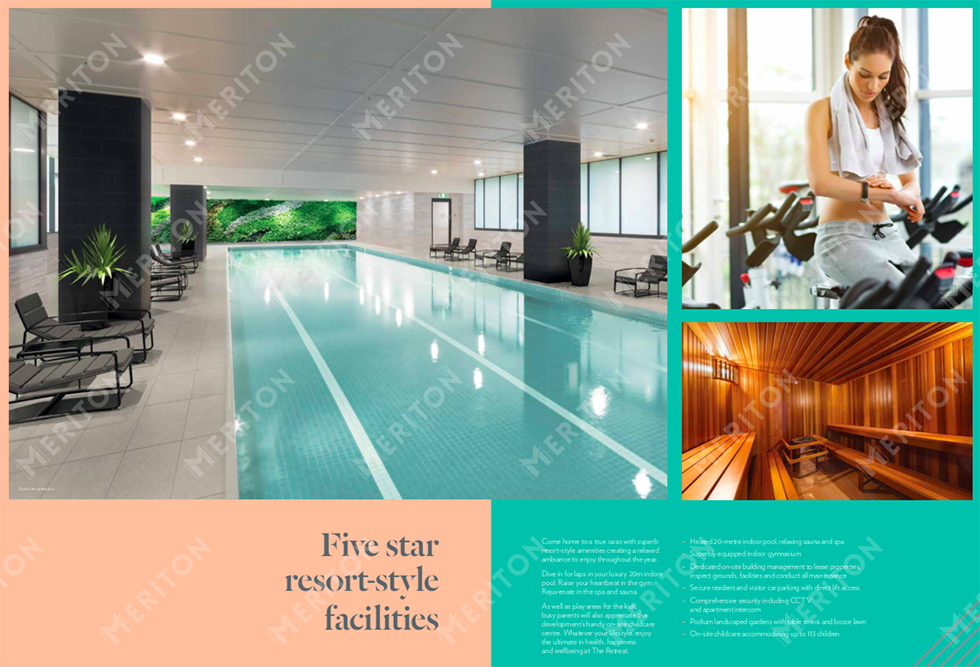 Artist impression
Five star
resort-style
facilities
Come home to a true oasis with superb
resort-style amenities creating a relaxed
ambiance to enjoy throughout the year.
Dive in for laps in your luxury 20m indoor
pool. Raise your heartbeat in the gym.
Rejuvenate in the spa and sauna.
As well as play areas for the kids,
busy parents will also appreciate the
development's handy on-site childcare
centre. Whatever your lifestyle, enjoy
the ultimate in health, happiness
and wellbeing at The Retreat.
– Heated 20-metre indoor pool, relaxing sauna and spa
– Superbly equipped indoor gymnasium
– Dedicated on-site building management to lease properties,
inspect grounds, facilities and conduct all maintenance
– Secure resident and visitor car parking with direct lift access
– Comprehensive security including CCTV
and apartment intercom
– Podium landscaped gardens with table tennis and bocce lawn
– On-site childcare accommodating up to 113 children
MERITON